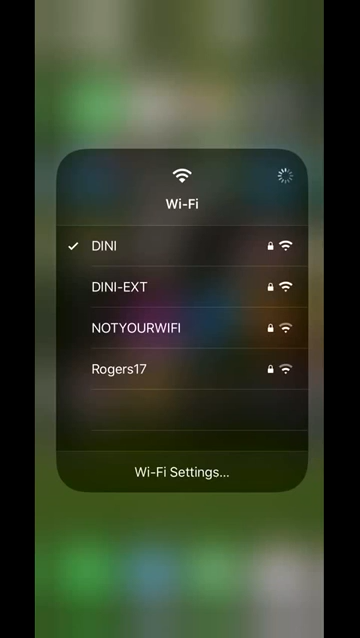 Wi-Fi
DINI
DINI-EXT
NOTYOURWIFI
Rogers17
Wi-Fi Settings...